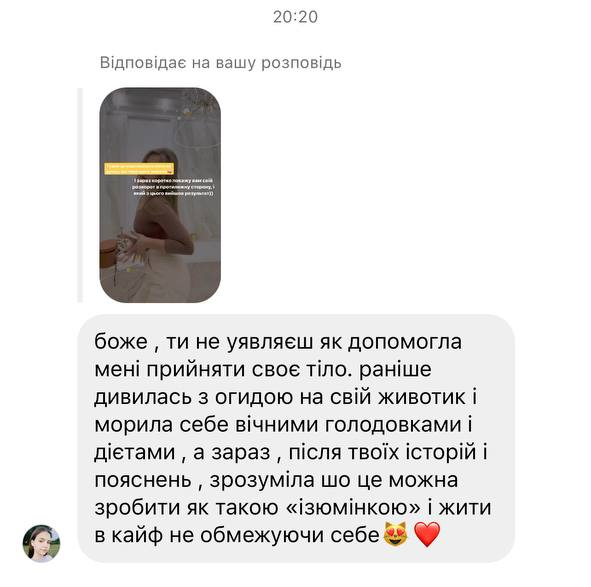 20:20
Відповідає на вашу розповідь
І зараз коротко покажу вам свій
розворот в протилежну сторону, і
який з цього вийшов результат))
боже , ти не уявляєш як допомогла
мені прийняти своє тіло. раніше
дивилась з огидою на свій животик і
морила себе вічними голодовками і
дієтами , а зараз , після твоїх історій і
пояснень , зрозуміла шо це можна
зробити як такою «ізюмінкою» і жити
в кайф не обмежуючи себе😻 ❤️